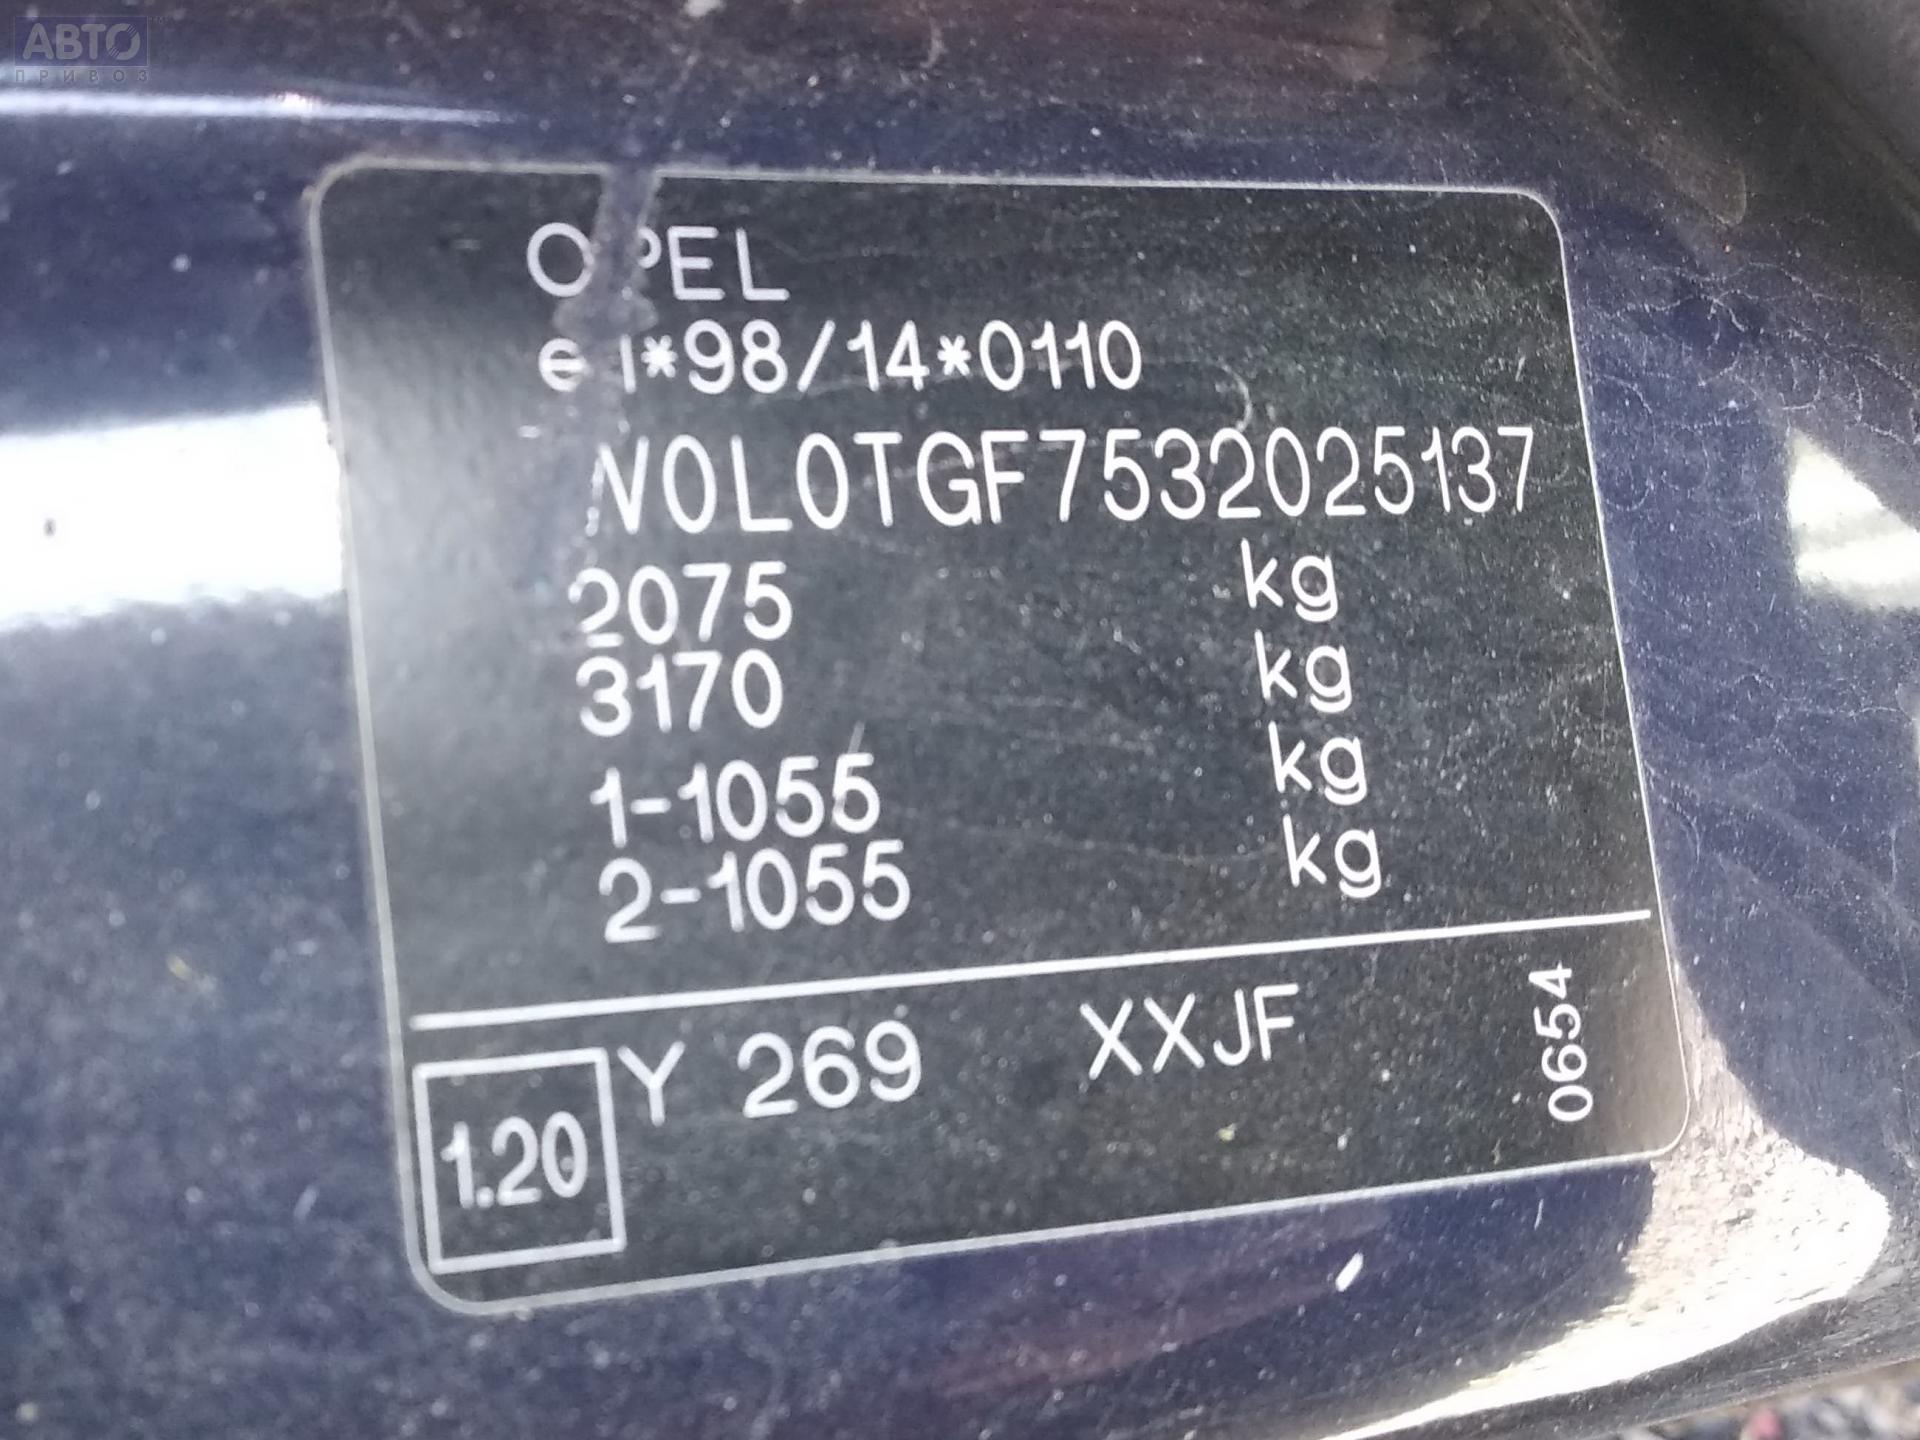 АВТО
ПРИВОЗ
OPEL
e11*98/14*0110
W0L0TGF7532025137
2075 kg
3170 kg
1-1055 kg
2-1055 kg
1.20 Y 269 XXJF 0654